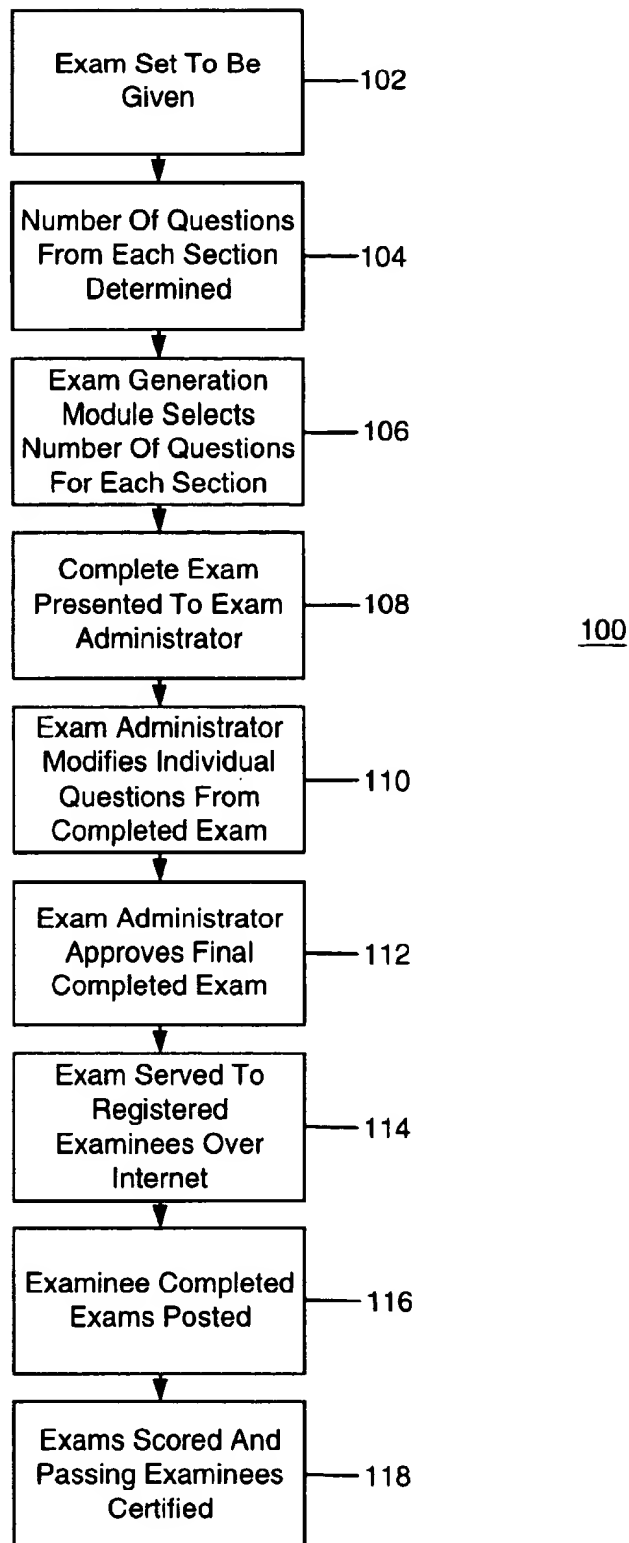 Exam Set To Be
Given
102
Number Of Questions
From Each Section
Determined
104
Exam Generation
Module Selects
Number Of Questions
For Each Section
106
Complete Exam
Presented To Exam
Administrator
108
100
Exam Administrator
Modifies Individual
Questions From
Completed Exam
110
Exam Administrator
Approves Final
Completed Exam
112
Exam Served To
Registered
Examinees Over
Internet
114
Examinee Completed
Exams Posted
116
Exams Scored And
Passing Examinees
Certified
118